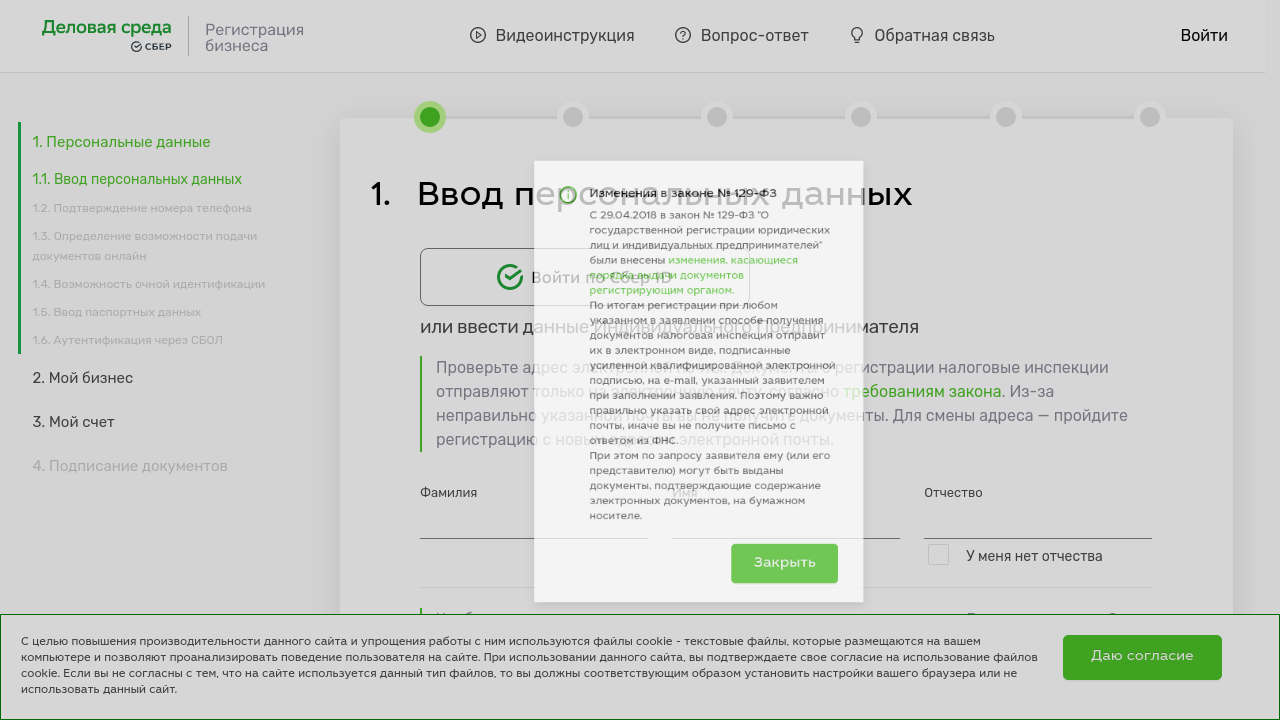 Деловая среда
СБЕР
Регистрация
бизнеса
Видеоинструкция
Вопрос-ответ
Обратная связь
Войти
1. Персональные данные
1.1. Ввод персональных данных
1.2. Подтверждение номера телефона
1.3. Определение возможности подачи
документов онлайн
1.4. Возможность очной идентификации
1.5. Ввод паспортных данных
1.6. Аутентификация через СБОЛ
2. Мой бизнес
3. Мой счет
4. Подписание документов
1. Ввод персональных данных
Войти по Сбер ID
или ввести данные индивидуального предпринимателя
Проверьте адрес электронной почты. Документы о регистрации налоговые инспекции
отправляют только на электронную почту, согласно требованиям закона. Из-за
неправильно указанной почты вы не получите документы. Для смены адреса — пройдите
регистрацию с новым адресом электронной почты.
Фамилия
Имя
Отчество
У меня нет отчества
Изменения в законе № 129-ФЗ
С 29.04.2018 в закон № 129-ФЗ "О
государственной регистрации юридических
лиц и индивидуальных предпринимателей"
были внесены изменения, касающиеся
порядка выдачи документов
регистрирующим органом.
По итогам регистрации при любом
указанном в заявлении способе получения
документов налоговая инспекция отправит
их в электронном виде, подписанные
усиленной квалифицированной электронной
подписью, на e-mail, указанный заявителем
при заполнении заявления. Поэтому важно
правильно указать свой адрес электронной
почты, иначе вы не получите письмо с
ответом из ФНС.
При этом по запросу заявителя ему (или его
представителю) могут быть выданы
документы, подтверждающие содержание
электронных документов, на бумажном
носителе.
Закрыть
С целью повышения производительности данного сайта и упрощения работы с ним используются файлы cookie - текстовые файлы, которые размещаются на вашем
компьютере и позволяют проанализировать поведение пользователя на сайте. При использовании данного сайта, вы подтверждаете свое согласие на использование файлов
cookie. Если вы не согласны с тем, что на сайте используется данный тип файлов, то вы должны соответствующим образом установить настройки вашего браузера или не
использовать данный сайт.
Даю согласие